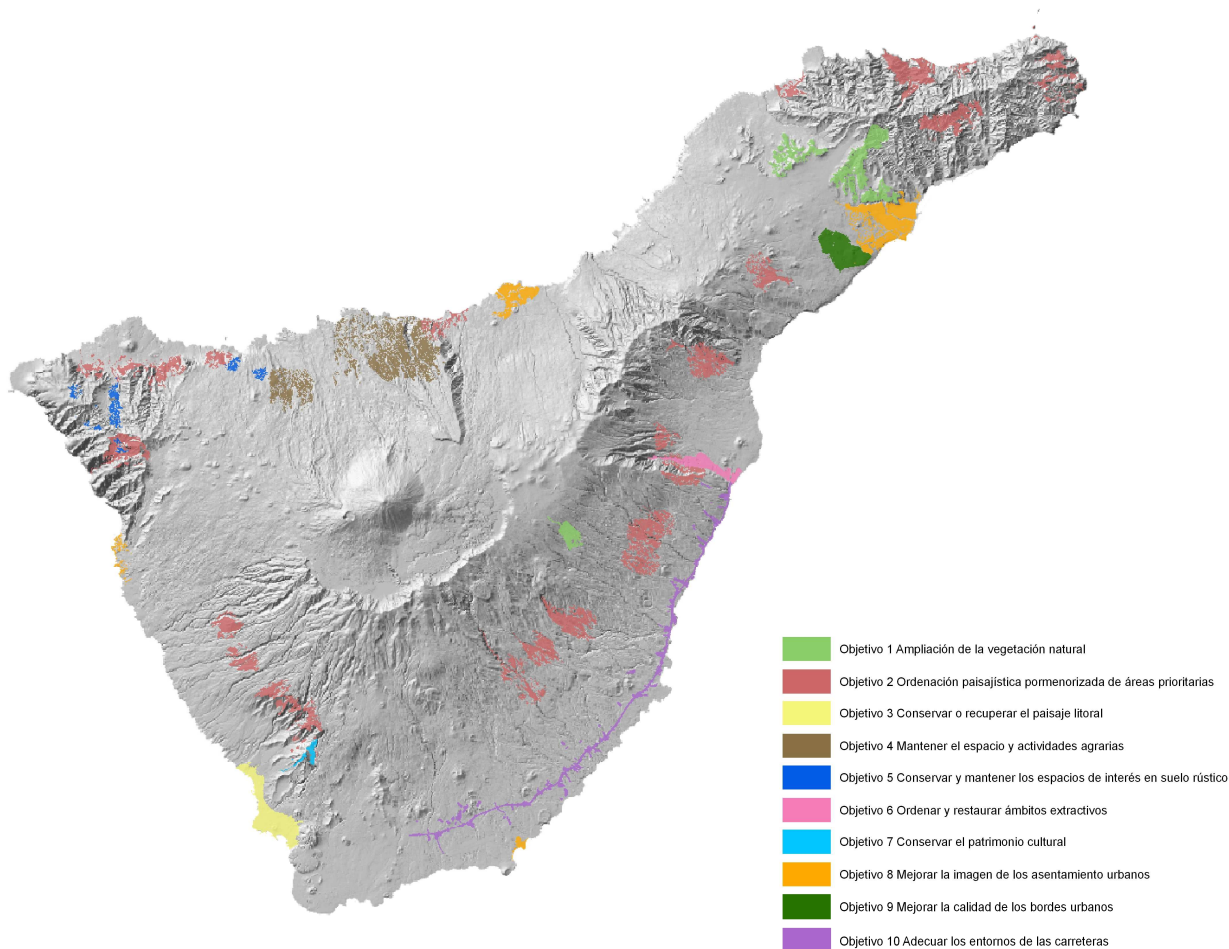 Objetivo 1 Ampliación de la vegetación natural
Objetivo 2 Ordenación paisajística pormenorizada de áreas prioritarias
Objetivo 3 Conservar o recuperar el paisaje litoral
Objetivo 4 Mantener el espacio y actividades agrarias
Objetivo 5 Conservar y mantener los espacios de interés en suelo rústico
Objetivo 6 Ordenar y restaurar ámbitos extractivos
Objetivo 7 Conservar el patrimonio cultural
Objetivo 8 Mejorar la imagen de los asentamiento urbanos
Objetivo 9 Mejorar la calidad de los bordes urbanos
Objetivo 10 Adecuar los entornos de las carreteras